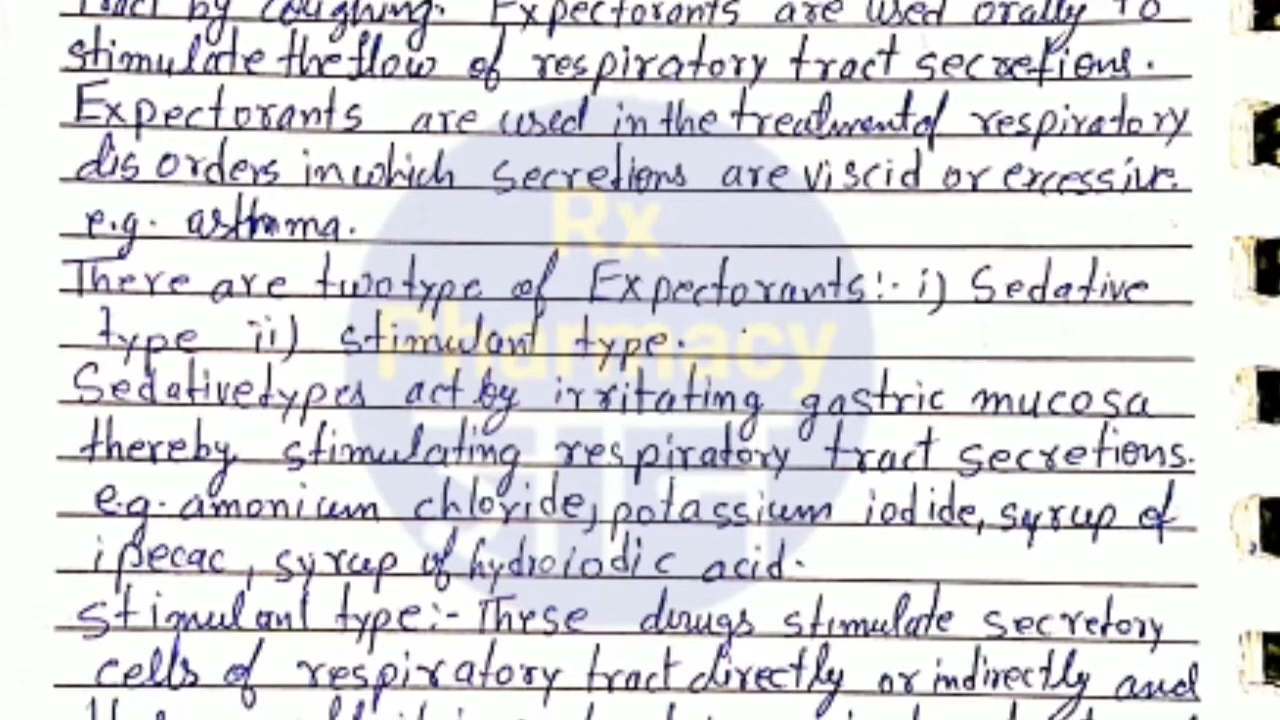 tract by coughing. Expectorants are used orally to
stimulate the flow of respiratory tract secretions.
Expectorants are used in the treatment of respiratory
disorders in which secretions are viscid or excessive.
e.g. asthma.
There are two type of Expectorants:- i) Sedative
type ii) stimulant type.
Sedative types act by irritating gastric mucosa
thereby stimulating respiratory tract secretions.
e.g. amonium chloride, potassium iodide, syrup of
ipecac, syrup of hydroiodic acid.
Stimulant type:- These drugs stimulate secretory
cells of respiratory tract directly or indirectly and
Rx
Pharmacy
ज्ञान